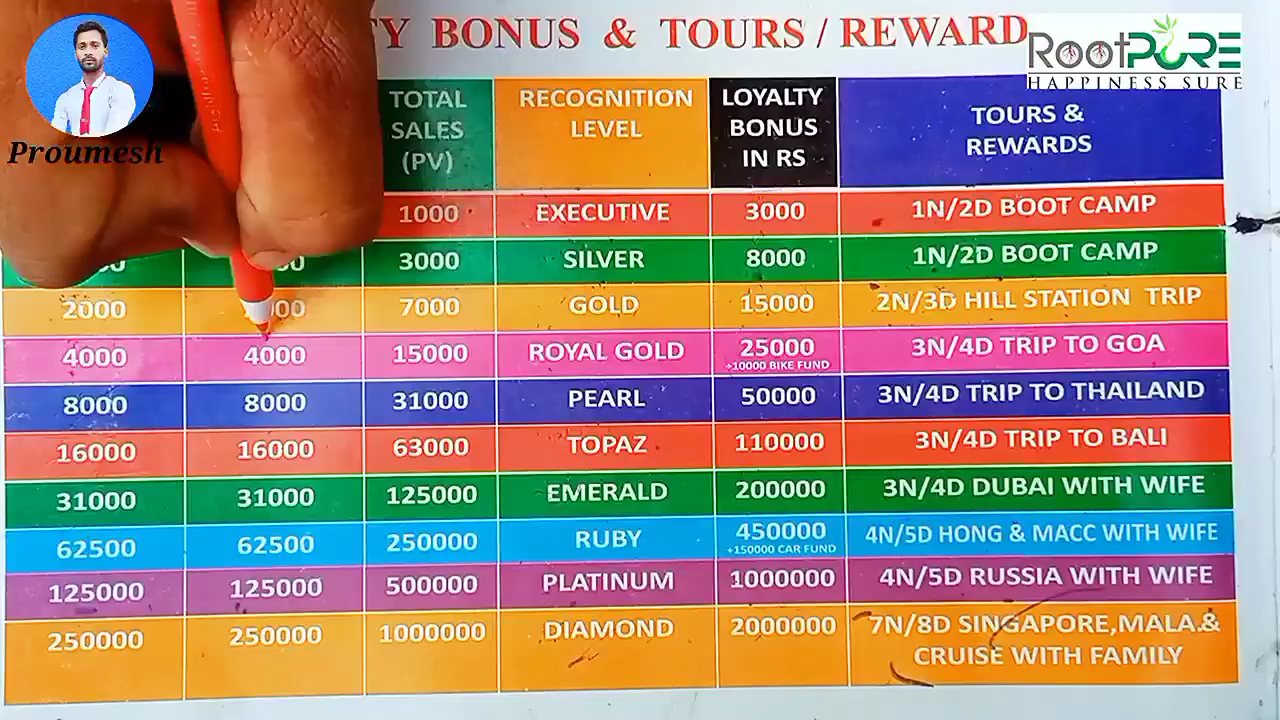 TY BONUS & TOURS / REWARD
RootPURE
HAPPINESS SURE
Proumesh
TOTAL SALES (PV)
RECOGNITION LEVEL
LOYALTY BONUS IN RS
TOURS & REWARDS
1000 EXECUTIVE 3000 1N/2D BOOT CAMP
3000 SILVER 8000 1N/2D BOOT CAMP
2000 7000 GOLD 15000 2N/3D HILL STATION TRIP
4000 4000 15000 ROYAL GOLD 25000 +10000 BIKE FUND 3N/4D TRIP TO GOA
8000 8000 31000 PEARL 50000 3N/4D TRIP TO THAILAND
16000 16000 63000 TOPAZ 110000 3N/4D TRIP TO BALI
31000 31000 125000 EMERALD 200000 3N/4D DUBAI WITH WIFE
62500 62500 250000 RUBY 450000 +150000 CAR FUND 4N/5D HONG & MACC WITH WIFE
125000 125000 500000 PLATINUM 1000000 4N/5D RUSSIA WITH WIFE
250000 250000 1000000 DIAMOND 2000000 7N/8D SINGAPORE,MALA.& CRUISE WITH FAMILY